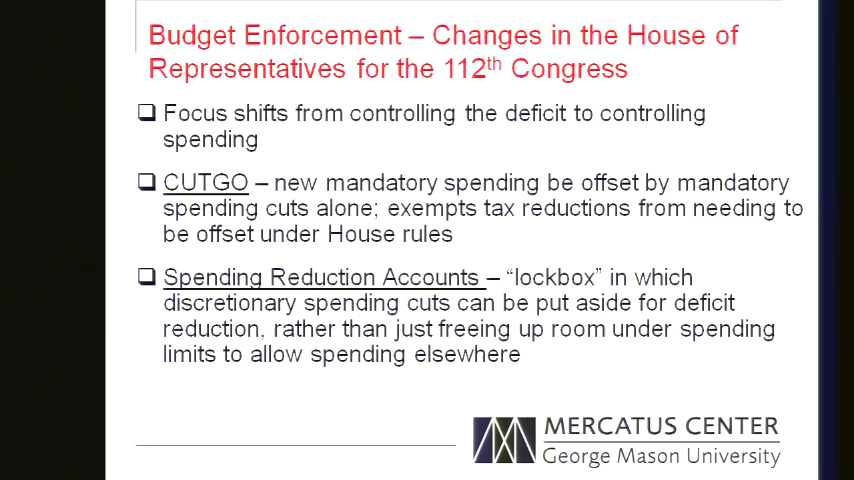 Budget Enforcement – Changes in the House of
Representatives for the 112th Congress
❑ Focus shifts from controlling the deficit to controlling
spending
❑ CUTGO – new mandatory spending be offset by mandatory
spending cuts alone; exempts tax reductions from needing to
be offset under House rules
❑ Spending Reduction Accounts – “lockbox” in which
discretionary spending cuts can be put aside for deficit
reduction, rather than just freeing up room under spending
limits to allow spending elsewhere
MERCATUS CENTER
George Mason University